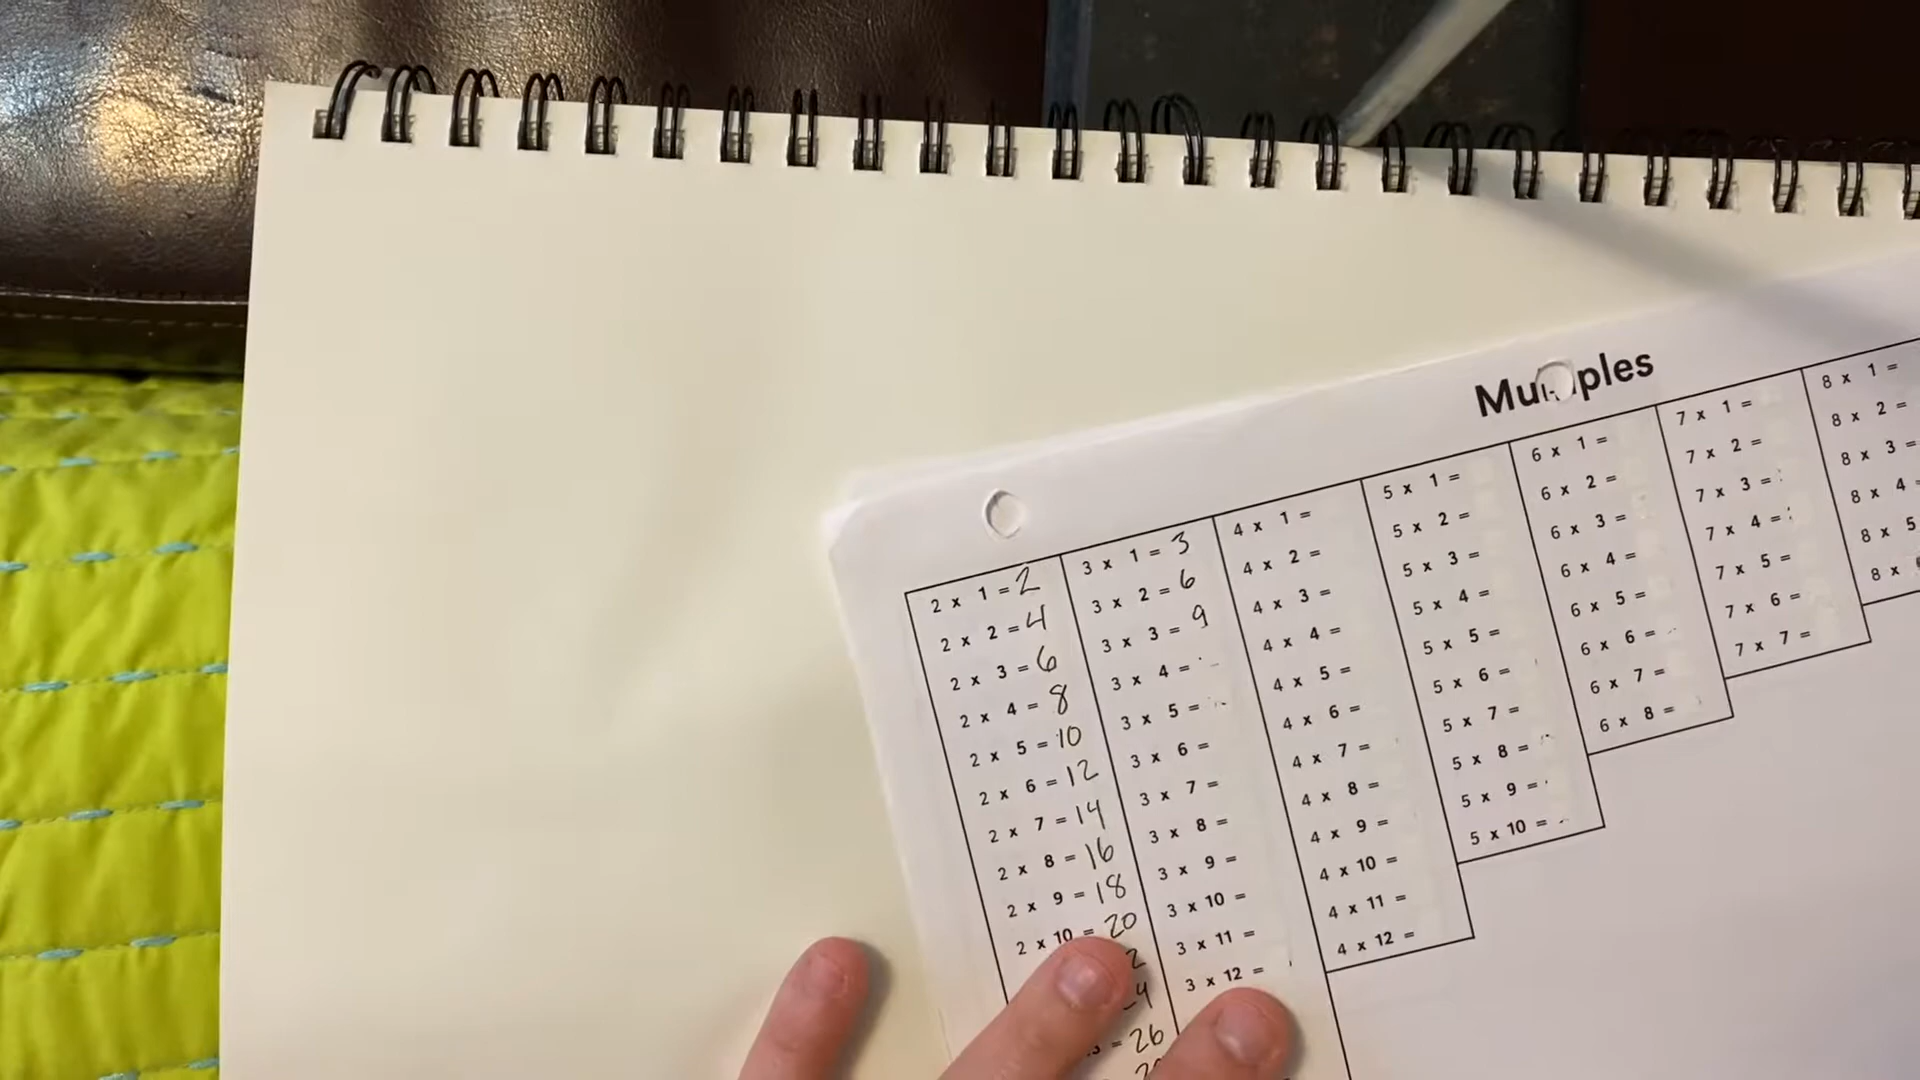 Multiples
2 x 1 = 2
2 x 2 = 4
2 x 3 = 6
2 x 4 = 8
2 x 5 = 10
2 x 6 = 12
2 x 7 = 14
2 x 8 = 16
2 x 9 = 18
2 x 10 = 20
= 26
3 x 1 = 3
3 x 2 = 6
3 x 3 = 9
3 x 4 =
3 x 5 =
3 x 6 =
3 x 7 =
3 x 8 =
3 x 9 =
3 x 10 =
3 x 11 =
3 x 12 =
4 x 1 =
4 x 2 =
4 x 3 =
4 x 4 =
4 x 5 =
4 x 6 =
4 x 7 =
4 x 8 =
4 x 9 =
4 x 10 =
4 x 11 =
4 x 12 =
5 x 1 =
5 x 2 =
5 x 3 =
5 x 4 =
5 x 5 =
5 x 6 =
5 x 7 =
5 x 8 =
5 x 9 =
5 x 10 =
6 x 1 =
6 x 2 =
6 x 3 =
6 x 4 =
6 x 5 =
6 x 6 =
6 x 7 =
6 x 8 =
7 x 1 =
7 x 2 =
7 x 3 =
7 x 4 =
7 x 5 =
7 x 6 =
7 x 7 =
8 x 1 =
8 x 2 =
8 x 3 =
8 x 4 =
8 x 5
8 x